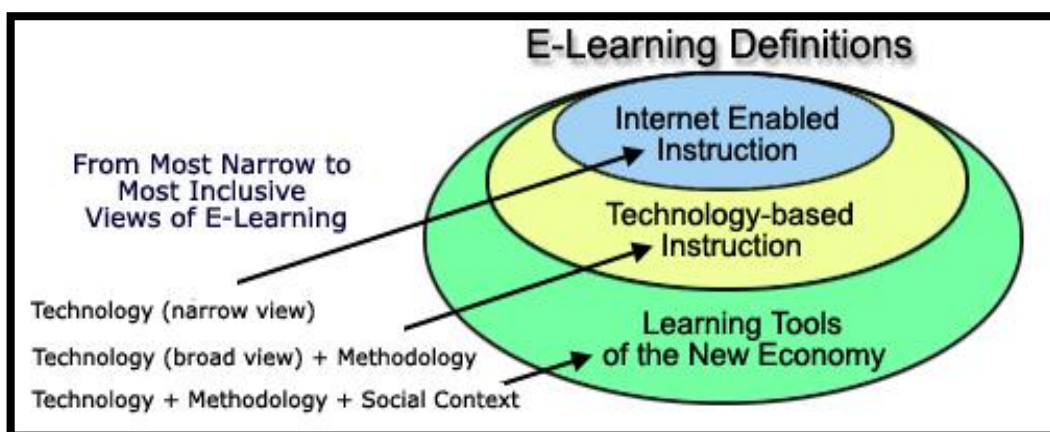 E-Learning Definitions
From Most Narrow to
Most Inclusive
Views of E-Learning
Internet Enabled
Instruction
Technology-based
Instruction
Learning Tools
of the New Economy
Technology (narrow view)
Technology (broad view) + Methodology
Technology + Methodology + Social Context